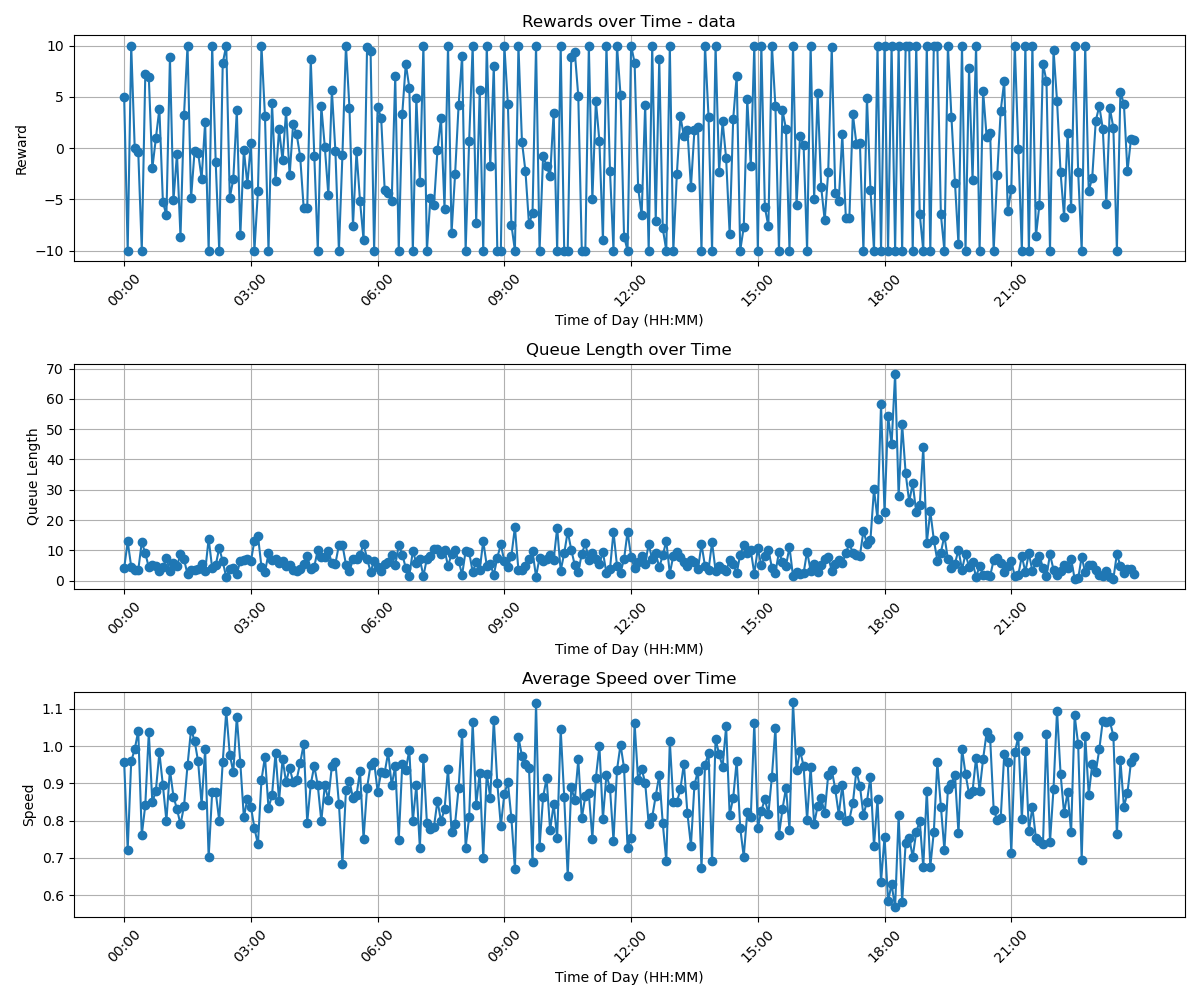 Rewards over Time - data
10
5
0
−5
−10
Reward
00:00 03:00 06:00 09:00 12:00 15:00 18:00 21:00
Time of Day (HH:MM)
Queue Length over Time
70
60
50
40
30
20
10
0
Queue Length
00:00 03:00 06:00 09:00 12:00 15:00 18:00 21:00
Time of Day (HH:MM)
Average Speed over Time
1.1
1.0
0.9
0.8
0.7
0.6
Speed
00:00 03:00 06:00 09:00 12:00 15:00 18:00 21:00
Time of Day (HH:MM)